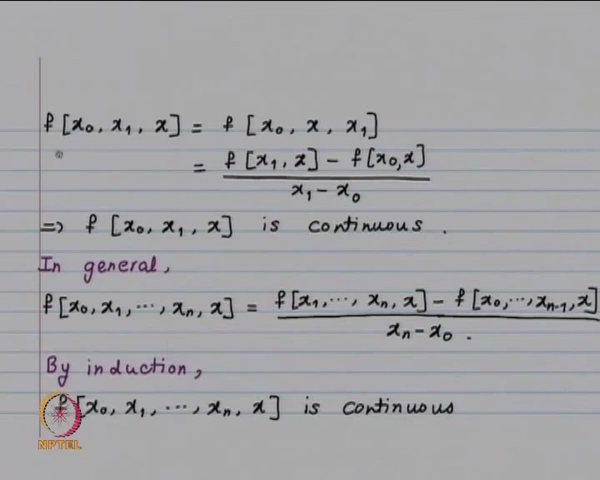 f [x₀, x₁, x] = f [x₀, x, x₁]
= f [x₁, x] - f[x₀, x]
x₁ - x₀
=> f [x₀, x₁, x] is continuous .
In general,
f[x₀, x₁, ⋯, xₙ, x] = f[x₁, ⋯, xₙ, x] - f[x₀, ⋯, xₙ₋₁, x]
xₙ - x₀ .
By induction,
f [x₀, x₁, ⋯, xₙ, x] is continuous
NPTEL